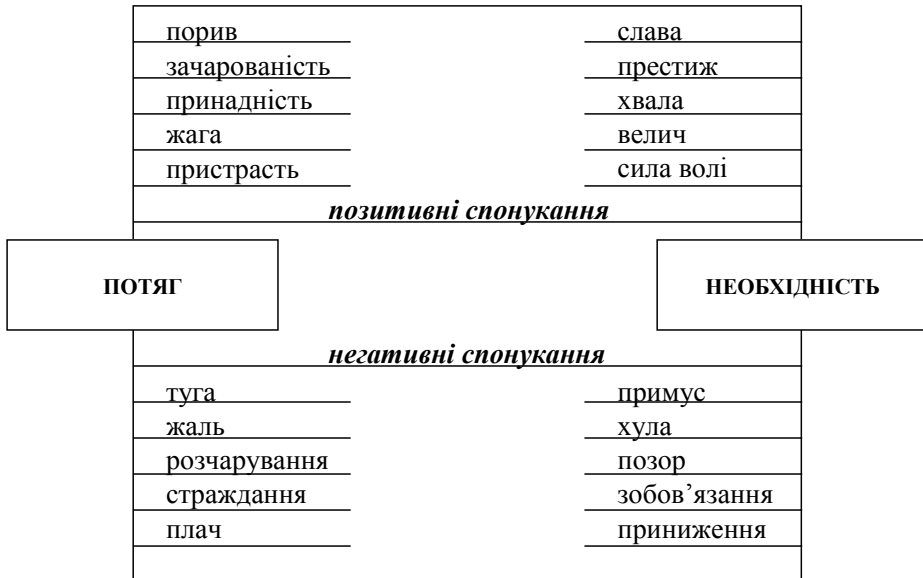 порив слава
зачарованість престиж
принадність хвала
жага велич
пристрасть сила волі
позитивні спонукання
ПОТЯГ НЕОБХІДНІСТЬ
негативні спонукання
туга примус
жаль хула
розчарування позор
страждання зобов’язання
плач приниження